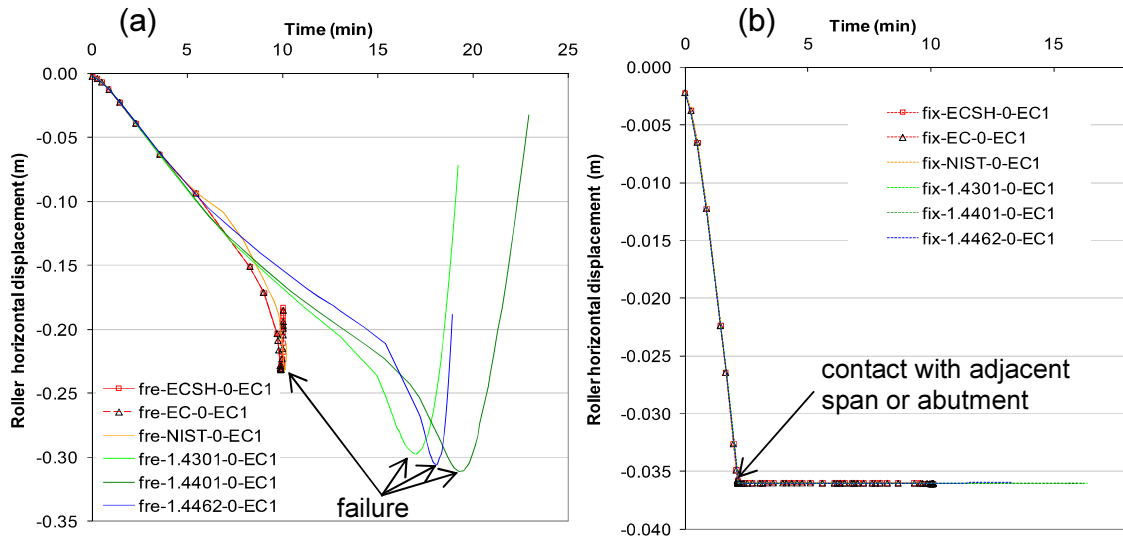 (a)
Time (min)
0 5 10 15 20 25
0.00
-0.05
-0.10
-0.15
-0.20
-0.25
-0.30
-0.35
Roller horizontal displacement (m)
fre-ECSH-0-EC1
fre-EC-0-EC1
fre-NIST-0-EC1
fre-1.4301-0-EC1
fre-1.4401-0-EC1
fre-1.4462-0-EC1
failure
(b)
Time (min)
0 5 10 15
0.000
-0.005
-0.010
-0.015
-0.020
-0.025
-0.030
-0.035
-0.040
Roller horizontal displacement (m)
fix-ECSH-0-EC1
fix-EC-0-EC1
fix-NIST-0-EC1
fix-1.4301-0-EC1
fix-1.4401-0-EC1
fix-1.4462-0-EC1
contact with adjacent
span or abutment